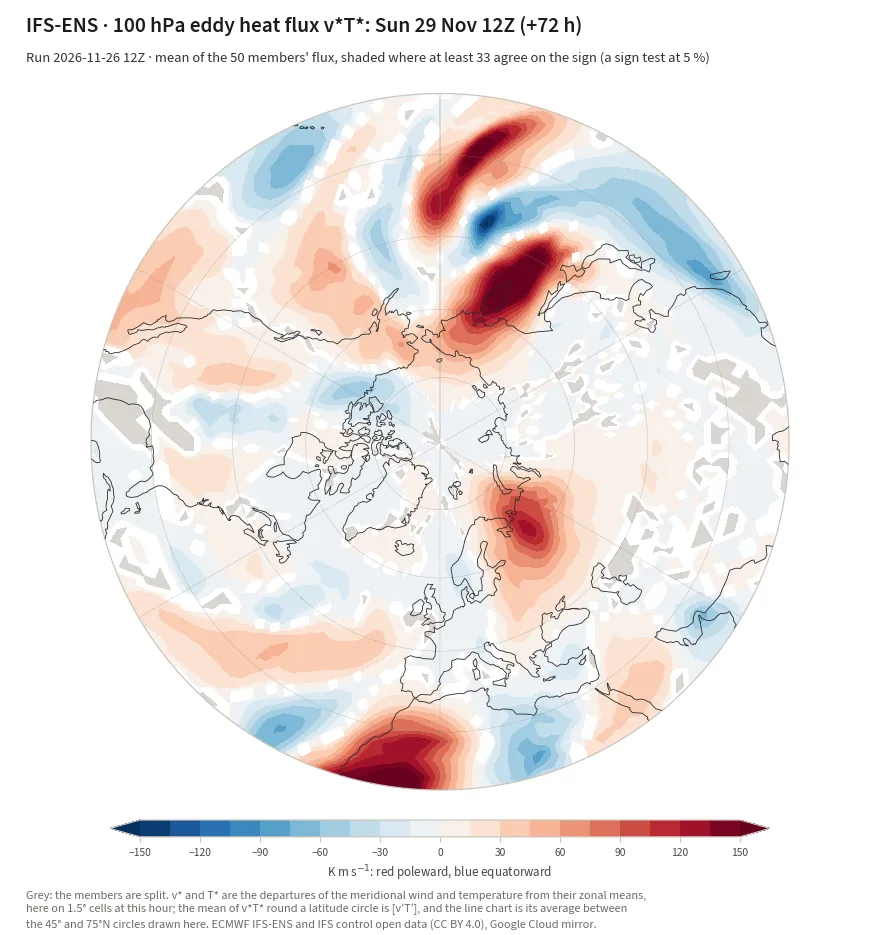 IFS-ENS · 100 hPa eddy heat flux v*T*: Sun 29 Nov 12Z (+72 h)
Run 2026-11-26 12Z · mean of the 50 members' flux, shaded where at least 33 agree on the sign (a sign test at 5 %)
−150 −120 −90 −60 −30 0 30 60 90 120 150
K m s⁻¹: red poleward, blue equatorward
Grey: the members are split. v* and T* are the departures of the meridional wind and temperature from their zonal means,
here on 1.5° cells at this hour; the mean of v*T* round a latitude circle is [v′T′], and the line chart is its average between
the 45° and 75°N circles drawn here. ECMWF IFS-ENS and IFS control open data (CC BY 4.0), Google Cloud mirror.